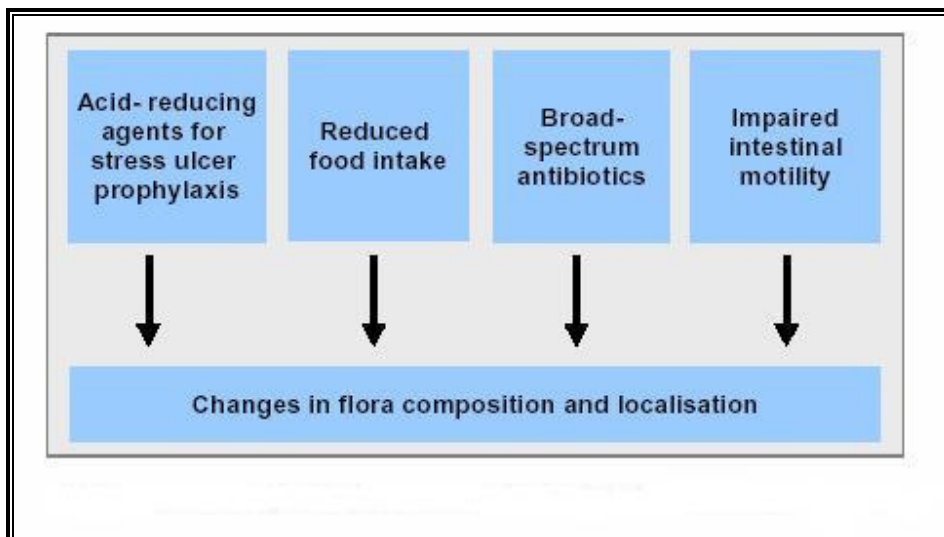 Acid- reducing
agents for
stress ulcer
prophylaxis
Reduced
food intake
Broad-
spectrum
antibiotics
Impaired
intestinal
motility
Changes in flora composition and localisation